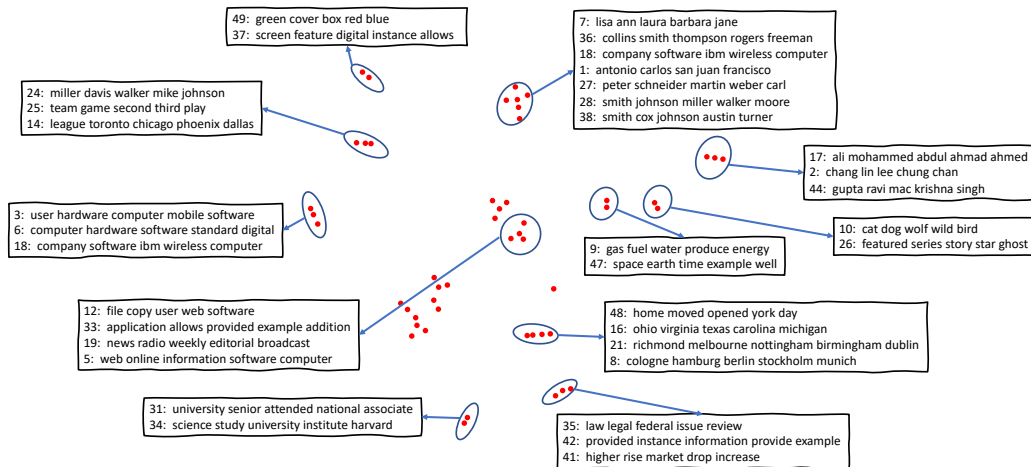 49: green cover box red blue
37: screen feature digital instance allows
7: lisa ann laura barbara jane
36: collins smith thompson rogers freeman
18: company software ibm wireless computer
1: antonio carlos san juan francisco
27: peter schneider martin weber carl
28: smith johnson miller walker moore
38: smith cox johnson austin turner
24: miller davis walker mike johnson
25: team game second third play
14: league toronto chicago phoenix dallas
17: ali mohammed abdul ahmad ahmed
2: chang lin lee chung chan
44: gupta ravi mac krishna singh
3: user hardware computer mobile software
6: computer hardware software standard digital
18: company software ibm wireless computer
10: cat dog wolf wild bird
26: featured series story star ghost
9: gas fuel water produce energy
47: space earth time example well
12: file copy user web software
33: application allows provided example addition
19: news radio weekly editorial broadcast
5: web online information software computer
48: home moved opened york day
16: ohio virginia texas carolina michigan
21: richmond melbourne nottingham birmingham dublin
8: cologne hamburg berlin stockholm munich
31: university senior attended national associate
34: science study university institute harvard
35: law legal federal issue review
42: provided instance information provide example
41: higher rise market drop increase